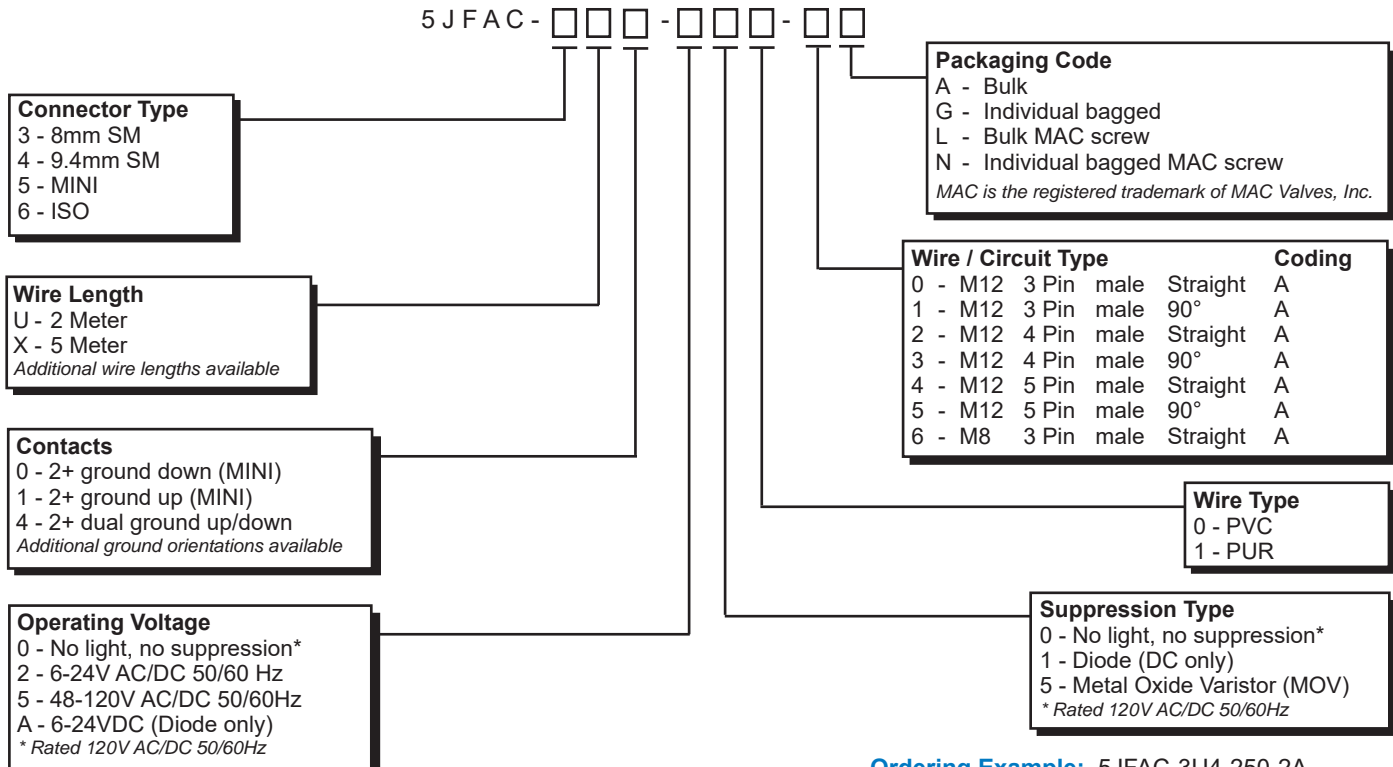 5 J F A C - □ □ □ - □ □ □ - □ □
Connector Type
3 - 8mm SM
4 - 9.4mm SM
5 - MINI
6 - ISO
Wire Length
U - 2 Meter
X - 5 Meter
Additional wire lengths available
Contacts
0 - 2+ ground down (MINI)
1 - 2+ ground up (MINI)
4 - 2+ dual ground up/down
Additional ground orientations available
Operating Voltage
0 - No light, no suppression*
2 - 6-24V AC/DC 50/60 Hz
5 - 48-120V AC/DC 50/60Hz
A - 6-24VDC (Diode only)
* Rated 120V AC/DC 50/60Hz
Packaging Code
A - Bulk
G - Individual bagged
L - Bulk MAC screw
N - Individual bagged MAC screw
MAC is the registered trademark of MAC Valves, Inc.
Wire / Circuit Type Coding
0 - M12 3 Pin male Straight A
1 - M12 3 Pin male 90° A
2 - M12 4 Pin male Straight A
3 - M12 4 Pin male 90° A
4 - M12 5 Pin male Straight A
5 - M12 5 Pin male 90° A
6 - M8 3 Pin male Straight A
Wire Type
0 - PVC
1 - PUR
Suppression Type
0 - No light, no suppression*
1 - Diode (DC only)
5 - Metal Oxide Varistor (MOV)
* Rated 120V AC/DC 50/60Hz
Ordering Example: 5JFAC-3U4-250-2A